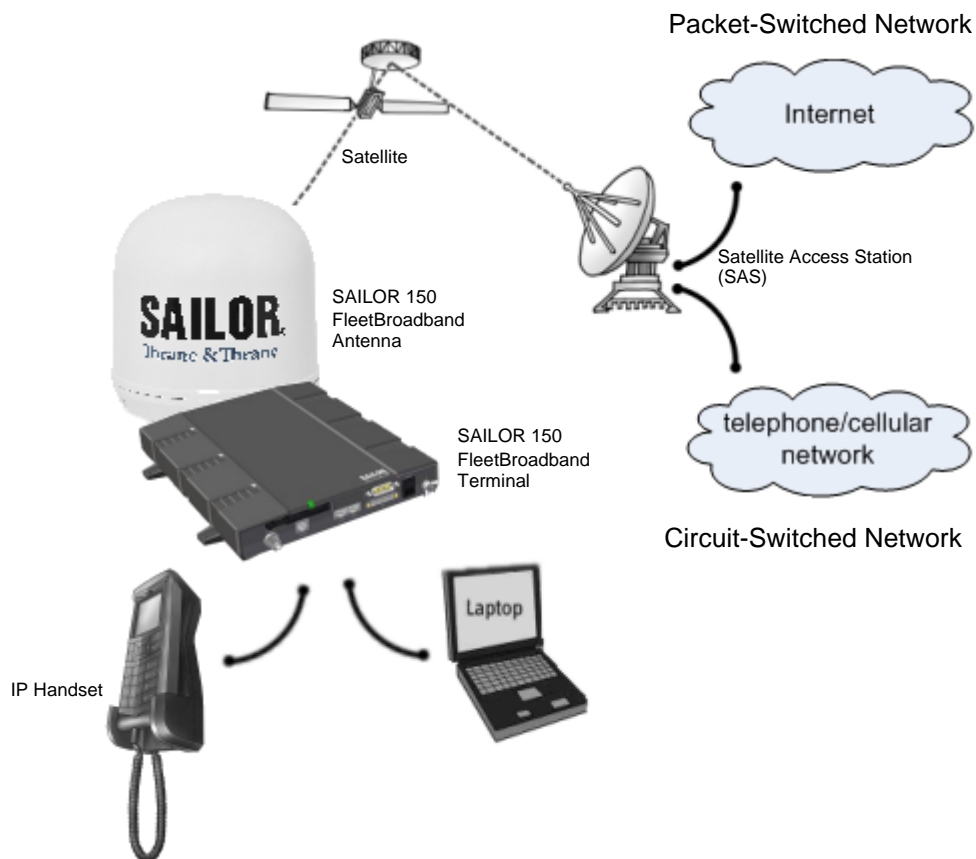 Packet-Switched Network
Internet
Satellite
Satellite Access Station
(SAS)
SAILOR
Thrane & Thrane
SAILOR 150
FleetBroadband
Antenna
telephone/cellular
network
SAILOR 150
FleetBroadband
Terminal
SAILOR
Circuit-Switched Network
Laptop
IP Handset